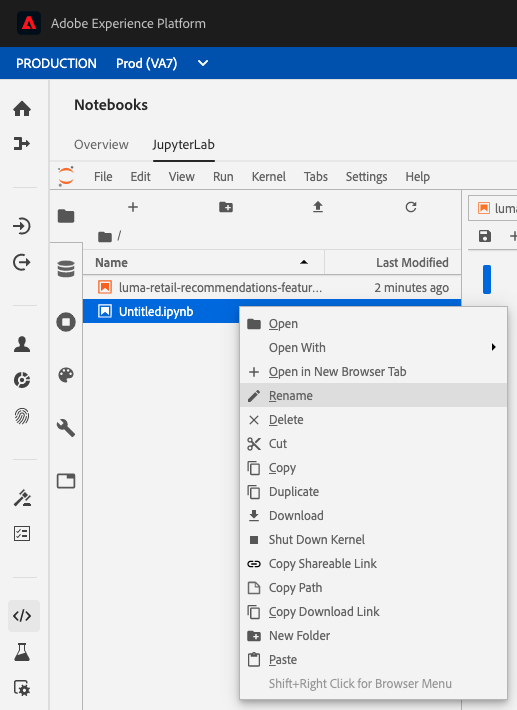 Adobe Experience Platform
PRODUCTION Prod (VA7)
Notebooks
Overview JupyterLab
File Edit View Run Kernel Tabs Settings Help
luma
/
Name Last Modified
luma-retail-recommendations-featur... 2 minutes ago
Untitled.ipynb
Open
Open With
Open in New Browser Tab
Rename
Delete
Cut
Copy
Duplicate
Download
Shut Down Kernel
Copy Shareable Link
Copy Path
Copy Download Link
New Folder
Paste
Shift+Right Click for Browser Menu